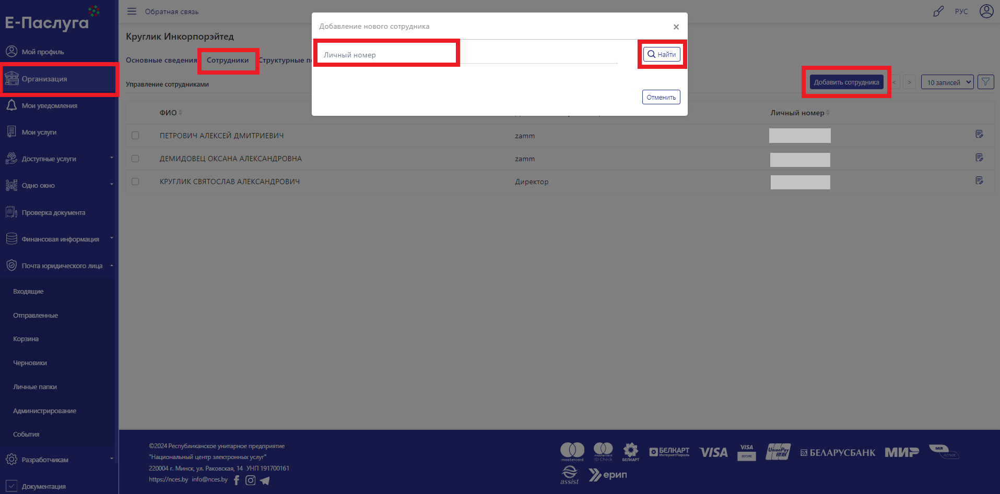 Е-Паслуга
Мой профиль
Организация
Мои уведомления
Мои услуги
Доступные услуги
Одно окно
Проверка документа
Финансовая информация
Почта юридического лица
Входящие
Отправленные
Корзина
Черновики
Личные папки
Администрирование
События
Разработчикам
Документация
Обратная связь
РУС
Круглик Инкорпорэйтед
Основные сведения Сотрудники Структурные
Управление сотрудниками
Добавить сотрудника < > 10 записей
Добавление нового сотрудника ×
Личный номер Найти
Отменить
ФИО Личный номер
ПЕТРОВИЧ АЛЕКСЕЙ ДМИТРИЕВИЧ zamm
ДЕМИДОВЕЦ ОКСАНА АЛЕКСАНДРОВНА zamm
КРУГЛИК СВЯТОСЛАВ АЛЕКСАНДРОВИЧ Директор
©2024 Республиканское унитарное предприятие
"Национальный центр электронных услуг"
220004 г. Минск, ул. Раковская, 14 УНП 191700161
https://nces.by info@nces.by
mastercard
mastercard ID Check
БЕЛКАРТ
БЕЛКАРТ ИнтернетПароль
VISA
VISA SECURE
UnionPay 银联
БЕЛАРУСБАНК
МИР
MIR Accept
assist
ерип